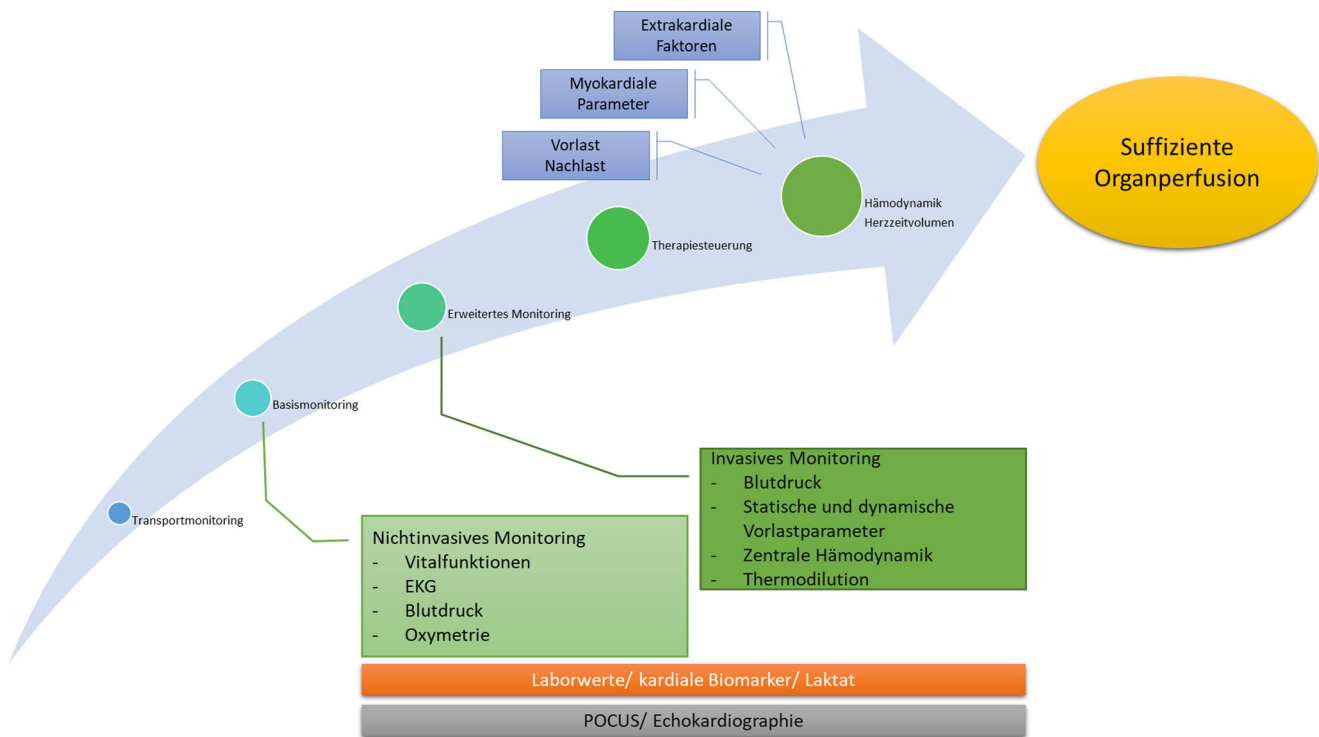 Extrakardiale
Faktoren
Myokardiale
Parameter
Vorlast
Nachlast
Suffiziente
Organperfusion
Hämodynamik
Herzzeitvolumen
Therapiesteuerung
Erweitertes Monitoring
Basismonitoring
Transportmonitoring
Invasives Monitoring
- Blutdruck
- Statische und dynamische
Vorlastparameter
- Zentrale Hämodynamik
- Thermodilution
Nichtinvasives Monitoring
- Vitalfunktionen
- EKG
- Blutdruck
- Oxymetrie
Laborwerte/ kardiale Biomarker/ Laktat
POCUS/ Echokardiographie